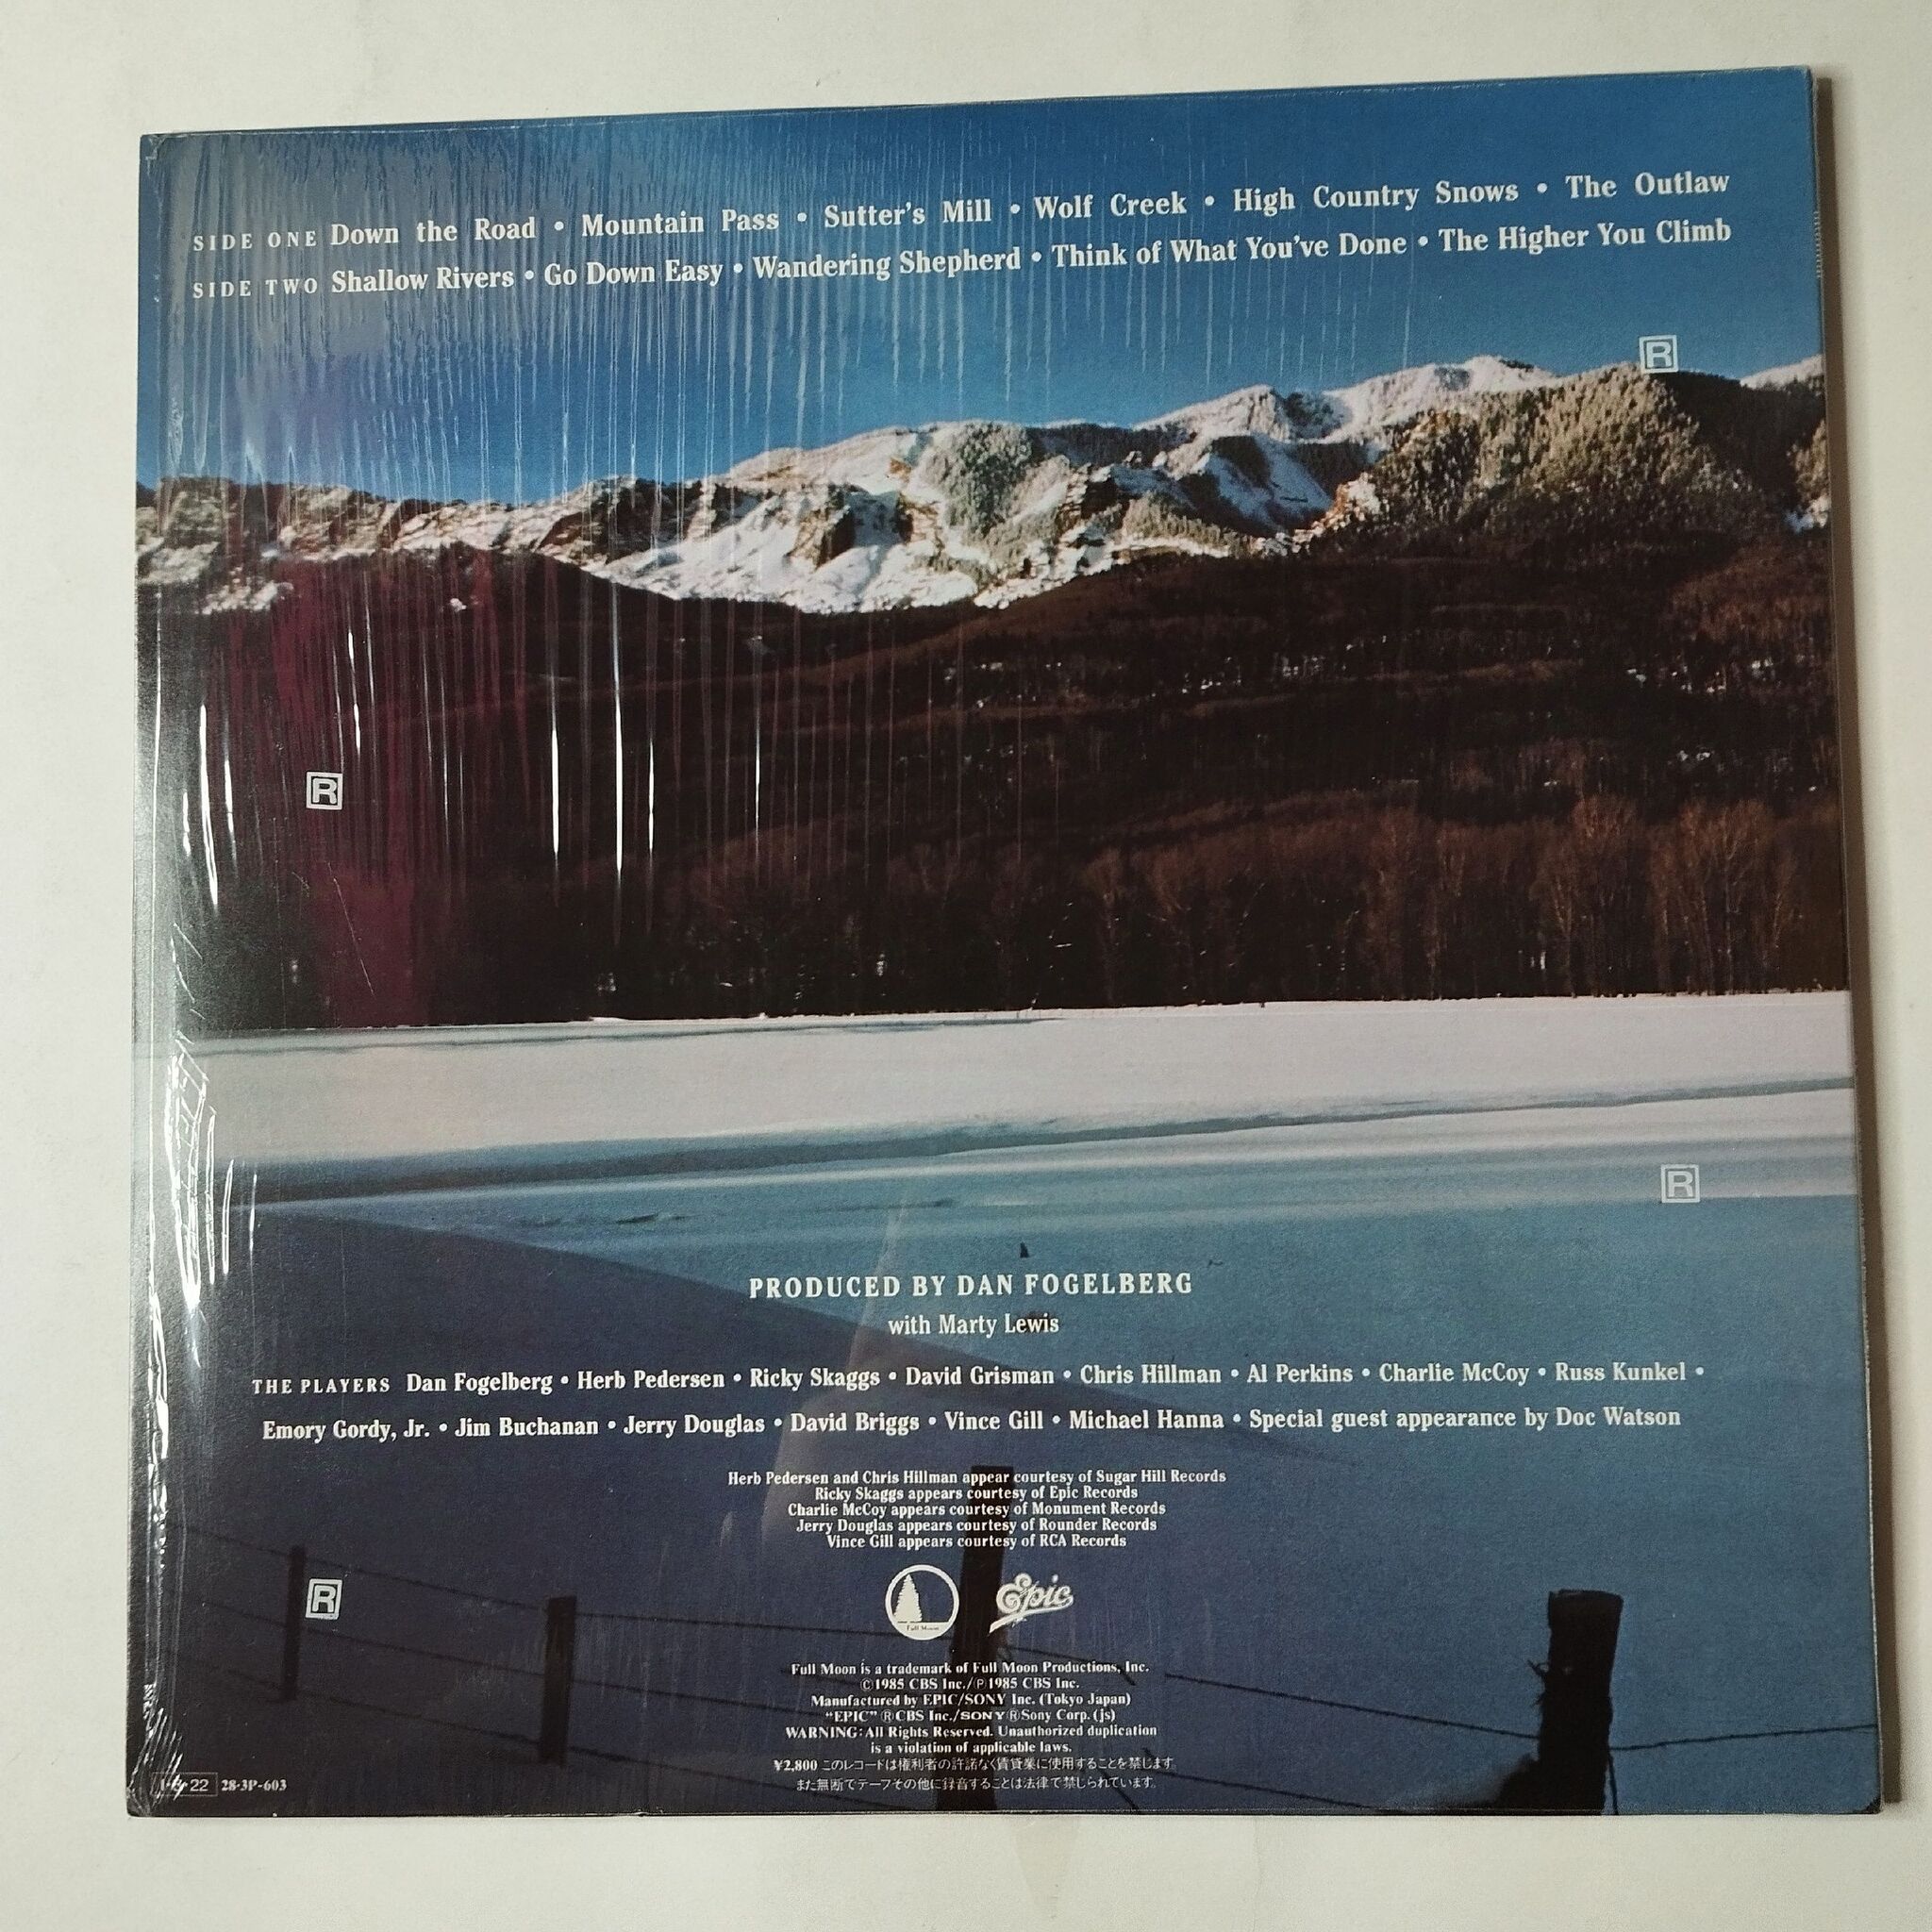 SIDE ONE Down the Road • Mountain Pass • Sutter's Mill • Wolf Creek • High Country Snows • The Outlaw
SIDE TWO Shallow Rivers • Go Down Easy • Wandering Shepherd • Think of What You've Done • The Higher You Climb
R
R
R
PRODUCED BY DAN FOGELBERG
with Marty Lewis
THE PLAYERS Dan Fogelberg • Herb Pedersen • Ricky Skaggs • David Grisman • Chris Hillman • Al Perkins • Charlie McCoy • Russ Kunkel •
Emory Gordy, Jr. • Jim Buchanan • Jerry Douglas • David Briggs • Vince Gill • Michael Hanna • Special guest appearance by Doc Watson
Herb Pedersen and Chris Hillman appear courtesy of Sugar Hill Records
Ricky Skaggs appears courtesy of Epic Records
Charlie McCoy appears courtesy of Monument Records
Jerry Douglas appears courtesy of Rounder Records
Vince Gill appears courtesy of RCA Records
R
Full Moon
Epic
Full Moon is a trademark of Full Moon Productions, Inc.
©1985 CBS Inc./℗1985 CBS Inc.
Manufactured by EPIC/SONY Inc. (Tokyo Japan)
"EPIC" ®CBS Inc./SONY®Sony Corp. (js)
WARNING: All Rights Reserved. Unauthorized duplication
is a violation of applicable laws.
¥2,800 このレコードは権利者の許諾なく賃貸業に使用することを禁じます
また無断でテープその他に録音することは法律で禁じられています。
22 28-3P-603